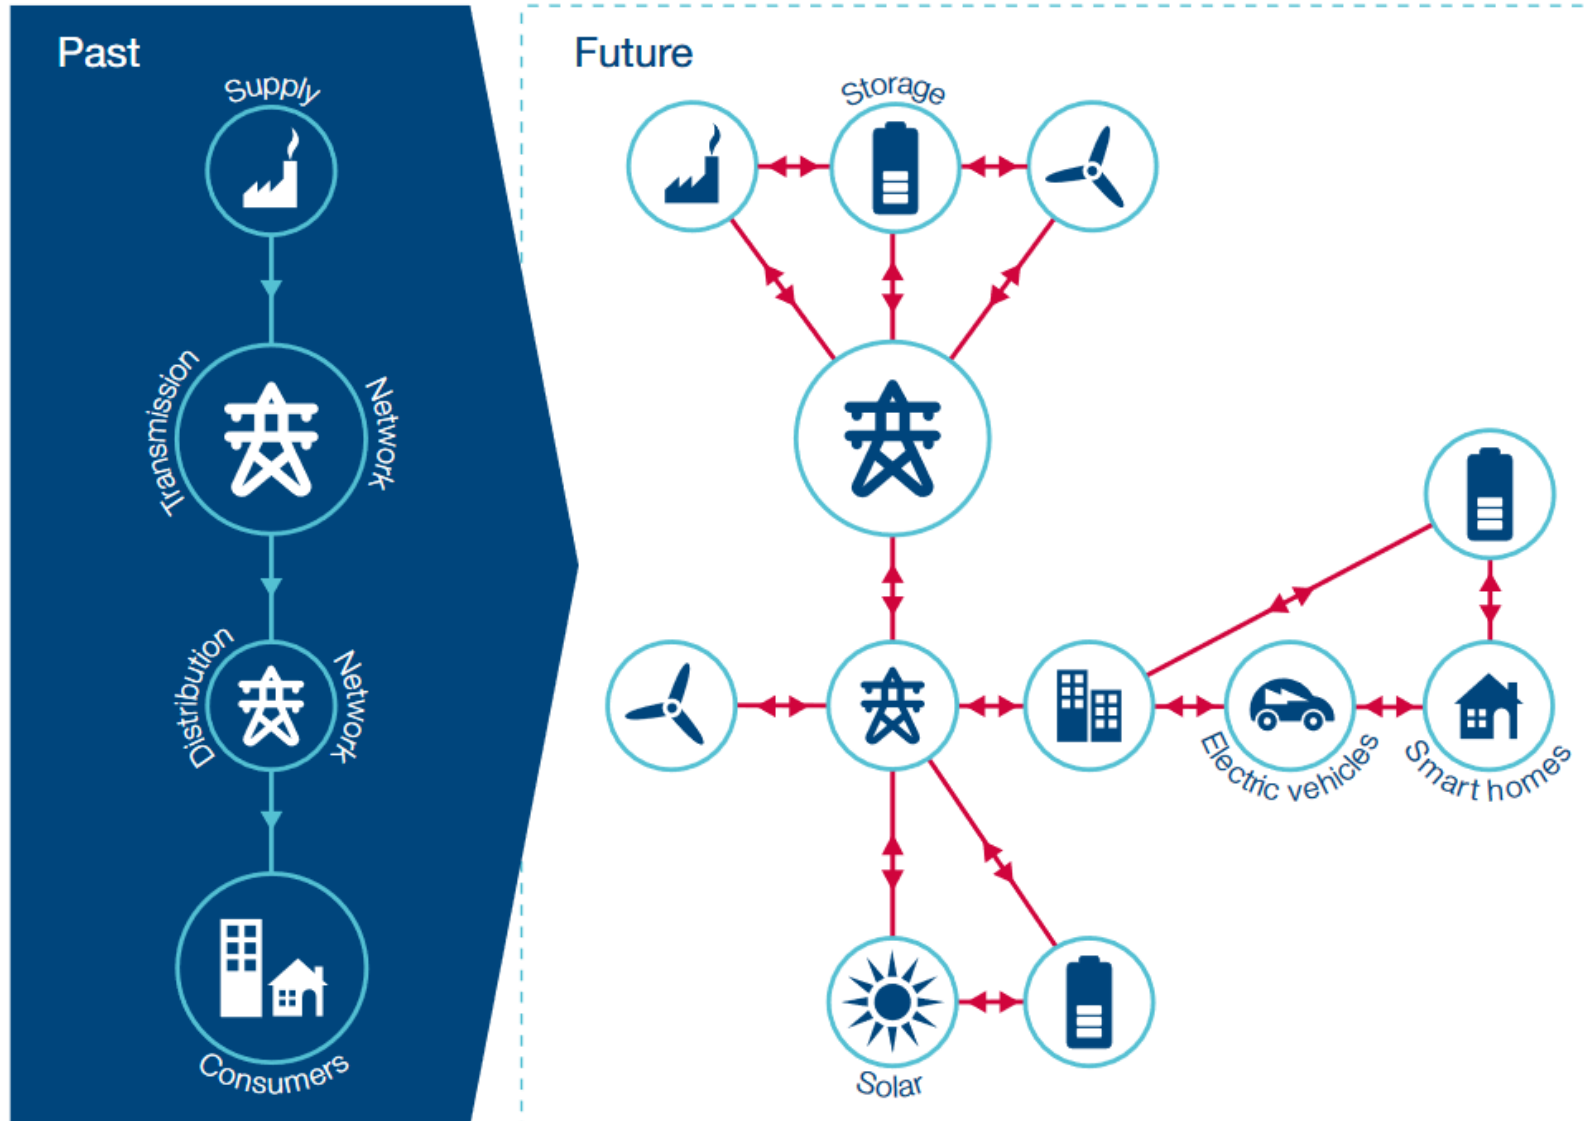 Past
Supply
Transmission Network
Distribution Network
Consumers
Future
Storage
Electric vehicles
Smart homes
Solar